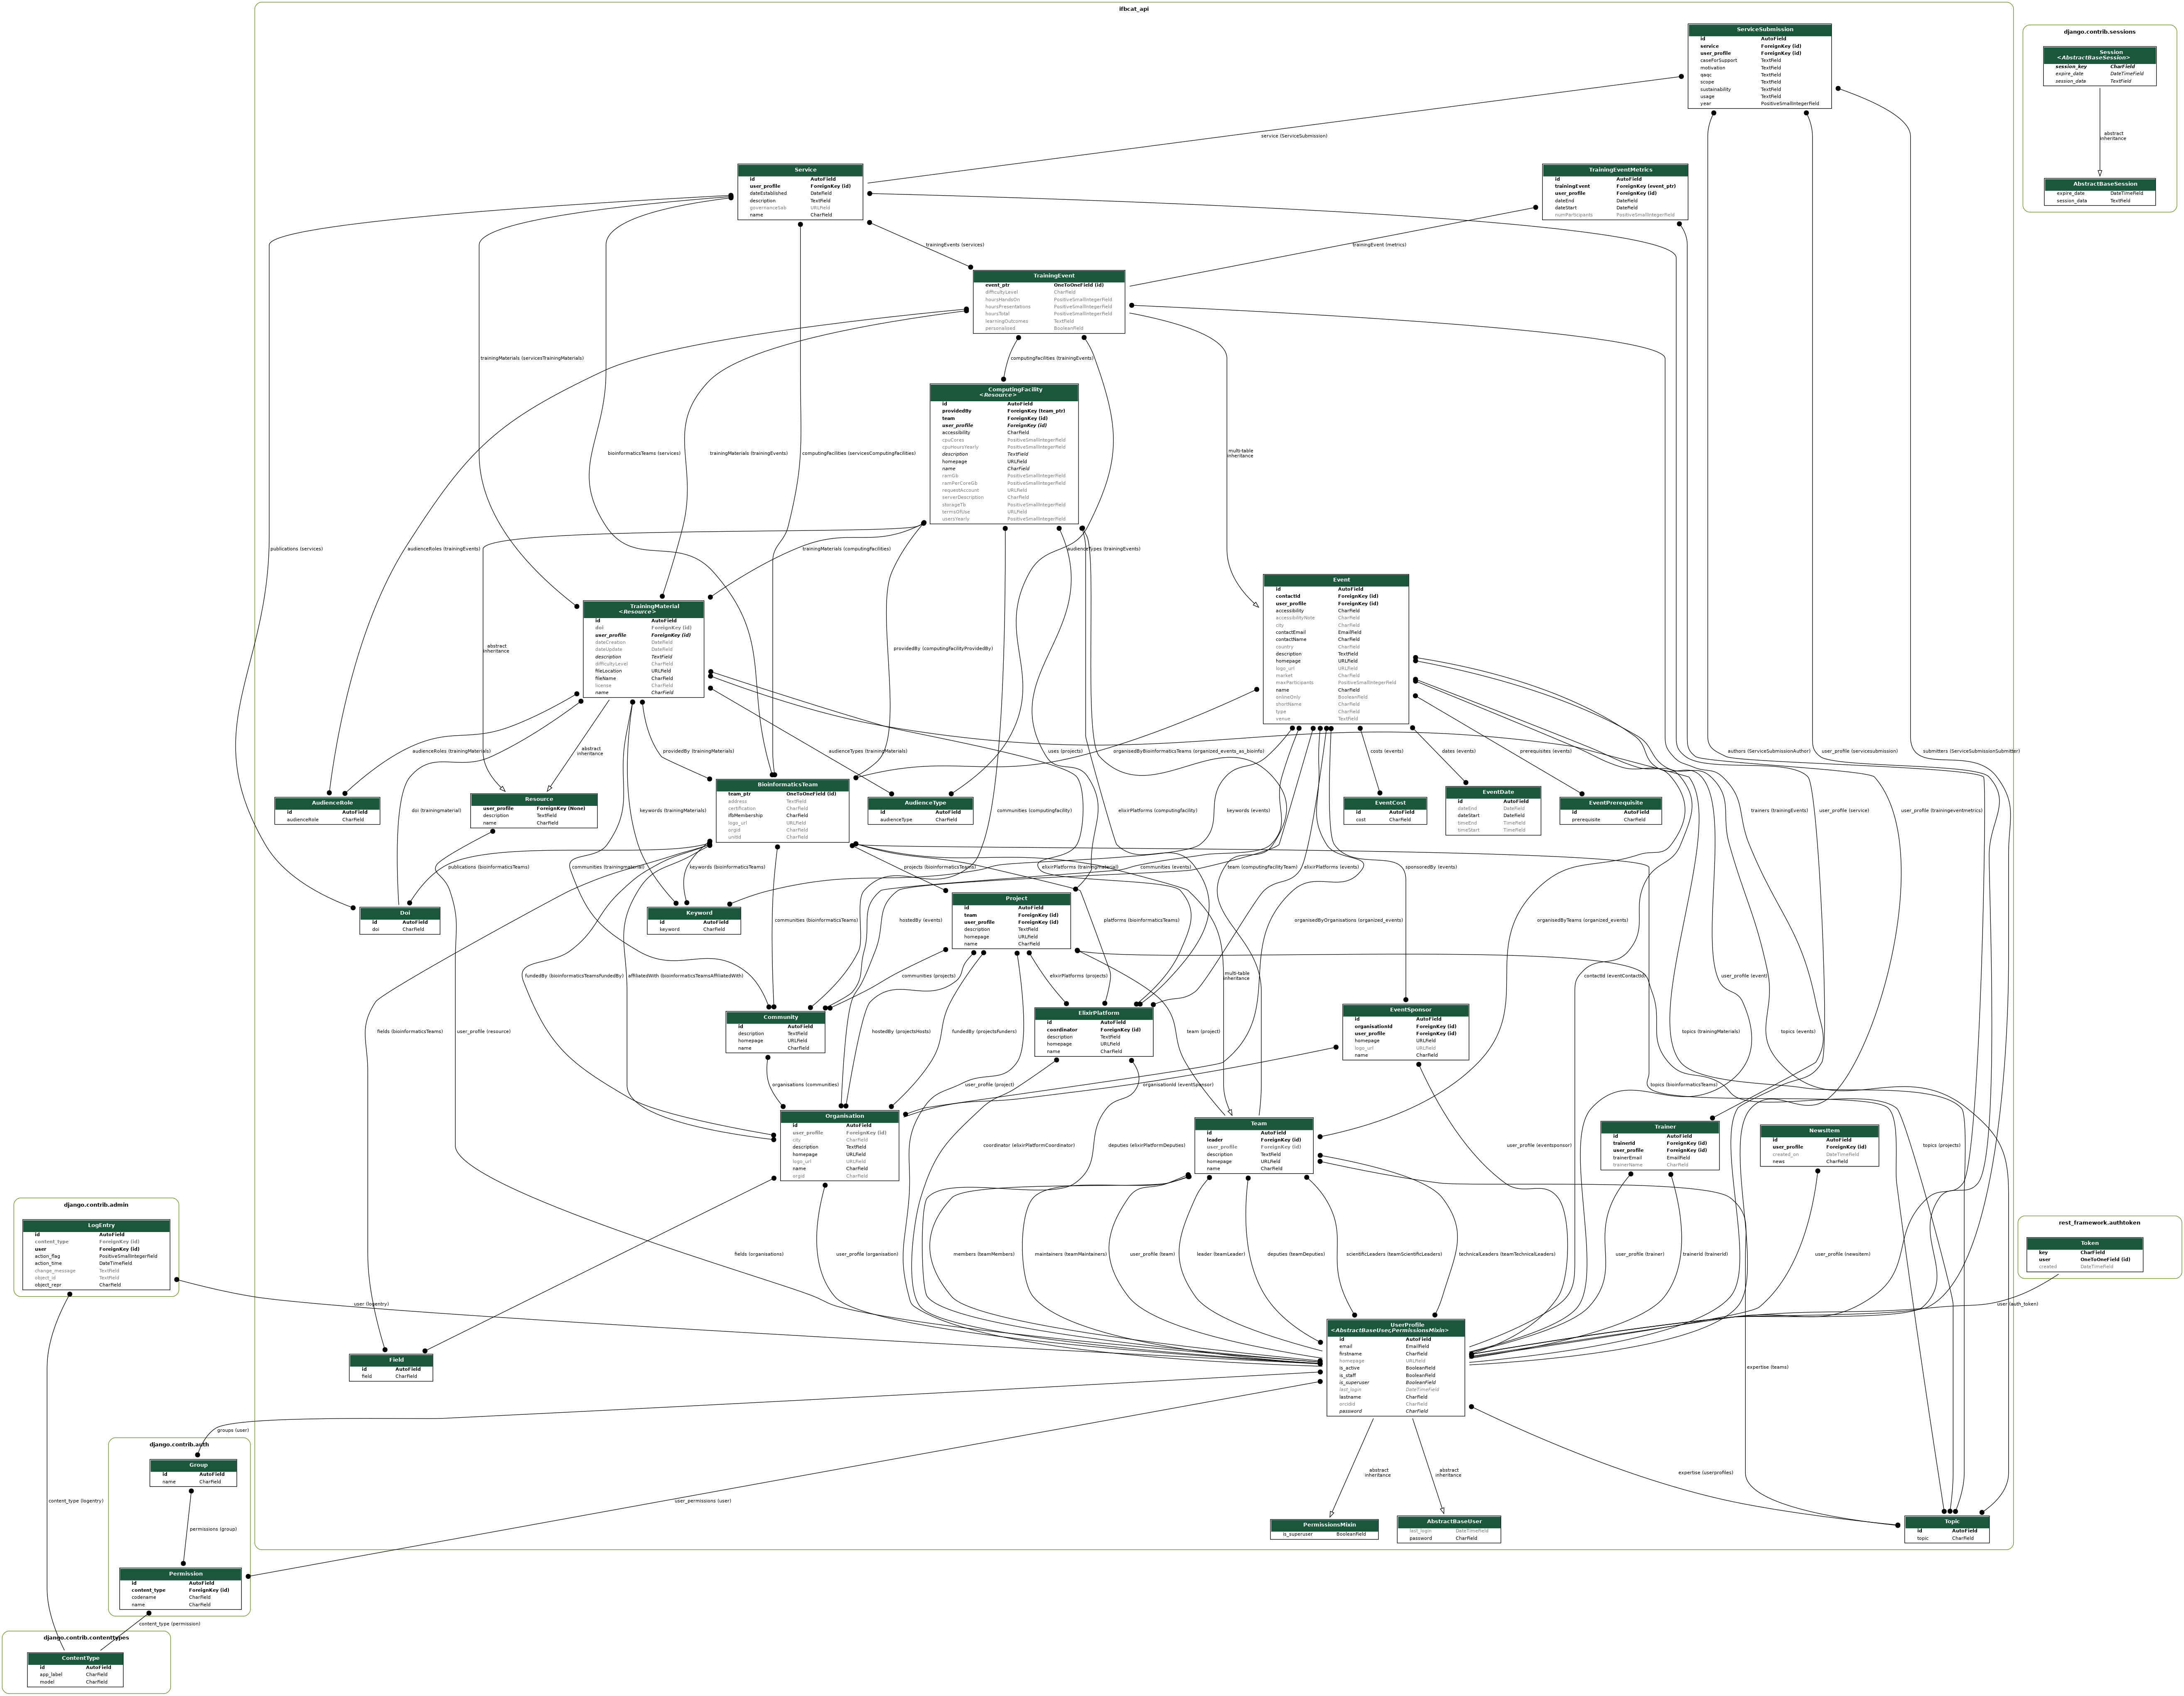 ifbcat_api
django.contrib.sessions
ServiceSubmission
id AutoField
service ForeignKey (id)
user_profile ForeignKey (id)
caseForSupport TextField
motivation TextField
qaqc TextField
scope TextField
sustainability TextField
usage TextField
year PositiveSmallIntegerField
Session
<AbstractBaseSession>
session_key CharField
expire_date DateTimeField
session_data TextField
abstract
inheritance
AbstractBaseSession
expire_date DateTimeField
session_data TextField
service (ServiceSubmission)
Service
id AutoField
user_profile ForeignKey (id)
dateEstablished DateField
description TextField
governanceSab URLField
name CharField
TrainingEventMetrics
id AutoField
trainingEvent ForeignKey (event_ptr)
user_profile ForeignKey (id)
dateEnd DateField
dateStart DateField
numParticipants PositiveSmallIntegerField
trainingEvents (services)
trainingEvent (metrics)
TrainingEvent
event_ptr OneToOneField (id)
difficultyLevel CharField
hoursHandsOn PositiveSmallIntegerField
hoursPresentations PositiveSmallIntegerField
hoursTotal PositiveSmallIntegerField
learningOutcomes TextField
personalised BooleanField
trainingMaterials (servicesTrainingMaterials)
computingFacilities (trainingEvents)
ComputingFacility
<Resource>
id AutoField
providedBy ForeignKey (team_ptr)
team ForeignKey (id)
user_profile ForeignKey (id)
accessibility CharField
cpuCores PositiveSmallIntegerField
cpuHoursYearly PositiveSmallIntegerField
description TextField
homepage URLField
name CharField
ramGb PositiveSmallIntegerField
ramPerCoreGb PositiveSmallIntegerField
requestAccount URLField
serverDescription CharField
storageTb PositiveSmallIntegerField
termsOfUse URLField
usersYearly PositiveSmallIntegerField
bioinformaticsTeams (services)
trainingMaterials (trainingEvents)
computingFacilities (servicesComputingFacilities)
multi-table
inheritance
publications (services)
audienceRoles (trainingEvents)
trainingMaterials (computingFacilities)
audienceTypes (trainingEvents)
Event
id AutoField
contactId ForeignKey (id)
user_profile ForeignKey (id)
accessibility CharField
accessibilityNote CharField
city CharField
contactEmail EmailField
contactName CharField
country CharField
description TextField
homepage URLField
logo_url URLField
market CharField
maxParticipants PositiveSmallIntegerField
name CharField
onlineOnly BooleanField
shortName CharField
type CharField
venue TextField
TrainingMaterial
<Resource>
id AutoField
doi ForeignKey (id)
user_profile ForeignKey (id)
dateCreation DateField
dateUpdate DateField
description TextField
difficultyLevel CharField
fileLocation URLField
fileName CharField
license CharField
name CharField
abstract
inheritance
providedBy (computingFacilityProvidedBy)
audienceRoles (trainingMaterials)
abstract
inheritance
providedBy (trainingMaterials)
audienceTypes (trainingMaterials)
uses (projects)
organisedByBioinformaticsTeams (organized_events_as_bioinfo)
costs (events)
dates (events)
prerequisites (events)
authors (ServiceSubmissionAuthor)
user_profile (servicesubmission)
submitters (ServiceSubmissionSubmitter)
AudienceRole
id AutoField
audienceRole CharField
Resource
user_profile ForeignKey (None)
description TextField
name CharField
BioinformaticsTeam
team_ptr OneToOneField (id)
address TextField
certification CharField
ifbMembership CharField
logo_url URLField
orgid CharField
unitId CharField
AudienceType
id AutoField
audienceType CharField
EventCost
id AutoField
cost CharField
EventDate
id AutoField
dateEnd DateField
dateStart DateField
timeEnd TimeField
timeStart TimeField
EventPrerequisite
id AutoField
prerequisite CharField
doi (trainingmaterial)
keywords (trainingMaterials)
communities (computingfacility)
elixirPlatforms (computingfacility)
keywords (events)
trainers (trainingEvents)
user_profile (service)
user_profile (trainingeventmetrics)
publications (bioinformaticsTeams)
communities (trainingmaterial)
keywords (bioinformaticsTeams)
projects (bioinformaticsTeams)
elixirPlatforms (trainingmaterial)
communities (events)
team (computingFacilityTeam)
elixirPlatforms (events)
sponsoredBy (events)
Doi
id AutoField
doi CharField
Keyword
id AutoField
keyword CharField
Project
id AutoField
team ForeignKey (id)
user_profile ForeignKey (id)
description TextField
homepage URLField
name CharField
communities (bioinformaticsTeams)
hostedBy (events)
platforms (bioinformaticsTeams)
organisedByOrganisations (organized_events)
organisedByTeams (organized_events)
fundedBy (bioinformaticsTeamsFundedBy)
affiliatedWith (bioinformaticsTeamsAffiliatedWith)
communities (projects)
elixirPlatforms (projects)
multi-table
inheritance
contactId (eventContactId)
user_profile (event)
Community
id AutoField
description TextField
homepage URLField
name CharField
ElixirPlatform
id AutoField
coordinator ForeignKey (id)
description TextField
homepage URLField
name CharField
EventSponsor
id AutoField
organisationId ForeignKey (id)
user_profile ForeignKey (id)
homepage URLField
logo_url URLField
name CharField
fields (bioinformaticsTeams)
user_profile (resource)
hostedBy (projectsHosts)
fundedBy (projectsFunders)
team (project)
topics (trainingMaterials)
topics (events)
organisations (communities)
user_profile (project)
organisationId (eventSponsor)
topics (bioinformaticsTeams)
Organisation
id AutoField
user_profile ForeignKey (id)
city CharField
description TextField
homepage URLField
logo_url URLField
name CharField
orgid CharField
Team
id AutoField
leader ForeignKey (id)
user_profile ForeignKey (id)
description TextField
homepage URLField
name CharField
Trainer
id AutoField
trainerId ForeignKey (id)
user_profile ForeignKey (id)
trainerEmail EmailField
trainerName CharField
NewsItem
id AutoField
user_profile ForeignKey (id)
created_on DateTimeField
news CharField
coordinator (elixirPlatformCoordinator)
deputies (elixirPlatformDeputies)
user_profile (eventsponsor)
topics (projects)
django.contrib.admin
LogEntry
id AutoField
content_type ForeignKey (id)
user ForeignKey (id)
action_flag PositiveSmallIntegerField
action_time DateTimeField
change_message TextField
object_id TextField
object_repr CharField
rest_framework.authtoken
Token
key CharField
user OneToOneField (id)
created DateTimeField
fields (organisations)
user_profile (organisation)
members (teamMembers)
maintainers (teamMaintainers)
user_profile (team)
leader (teamLeader)
deputies (teamDeputies)
scientificLeaders (teamScientificLeaders)
technicalLeaders (teamTechnicalLeaders)
user_profile (trainer)
trainerId (trainerId)
user_profile (newsitem)
user (logentry)
user (auth_token)
UserProfile
<AbstractBaseUser,PermissionsMixin>
id AutoField
email EmailField
firstname CharField
homepage URLField
is_active BooleanField
is_staff BooleanField
is_superuser BooleanField
last_login DateTimeField
lastname CharField
orcidid CharField
password CharField
Field
id AutoField
field CharField
expertise (teams)
groups (user)
django.contrib.auth
Group
id AutoField
name CharField
abstract
inheritance
abstract
inheritance
expertise (userprofiles)
content_type (logentry)
user_permissions (user)
permissions (group)
PermissionsMixin
is_superuser BooleanField
AbstractBaseUser
last_login DateTimeField
password CharField
Topic
id AutoField
topic CharField
Permission
id AutoField
content_type ForeignKey (id)
codename CharField
name CharField
content_type (permission)
django.contrib.contenttypes
ContentType
id AutoField
app_label CharField
model CharField